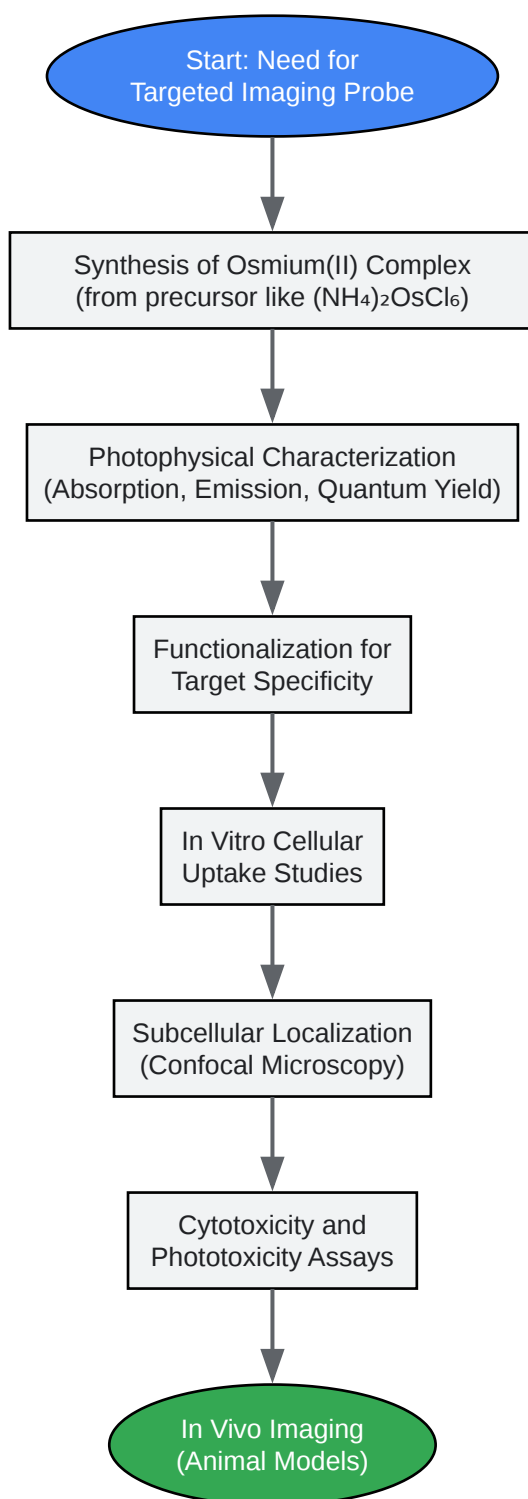 Start: Need for
Targeted Imaging Probe
Synthesis of Osmium(II) Complex
(from precursor like (NH₄)₂OsCl₆)
Photophysical Characterization
(Absorption, Emission, Quantum Yield)
Functionalization for
Target Specificity
In Vitro Cellular
Uptake Studies
Subcellular Localization
(Confocal Microscopy)
Cytotoxicity and
Phototoxicity Assays
In Vivo Imaging
(Animal Models)